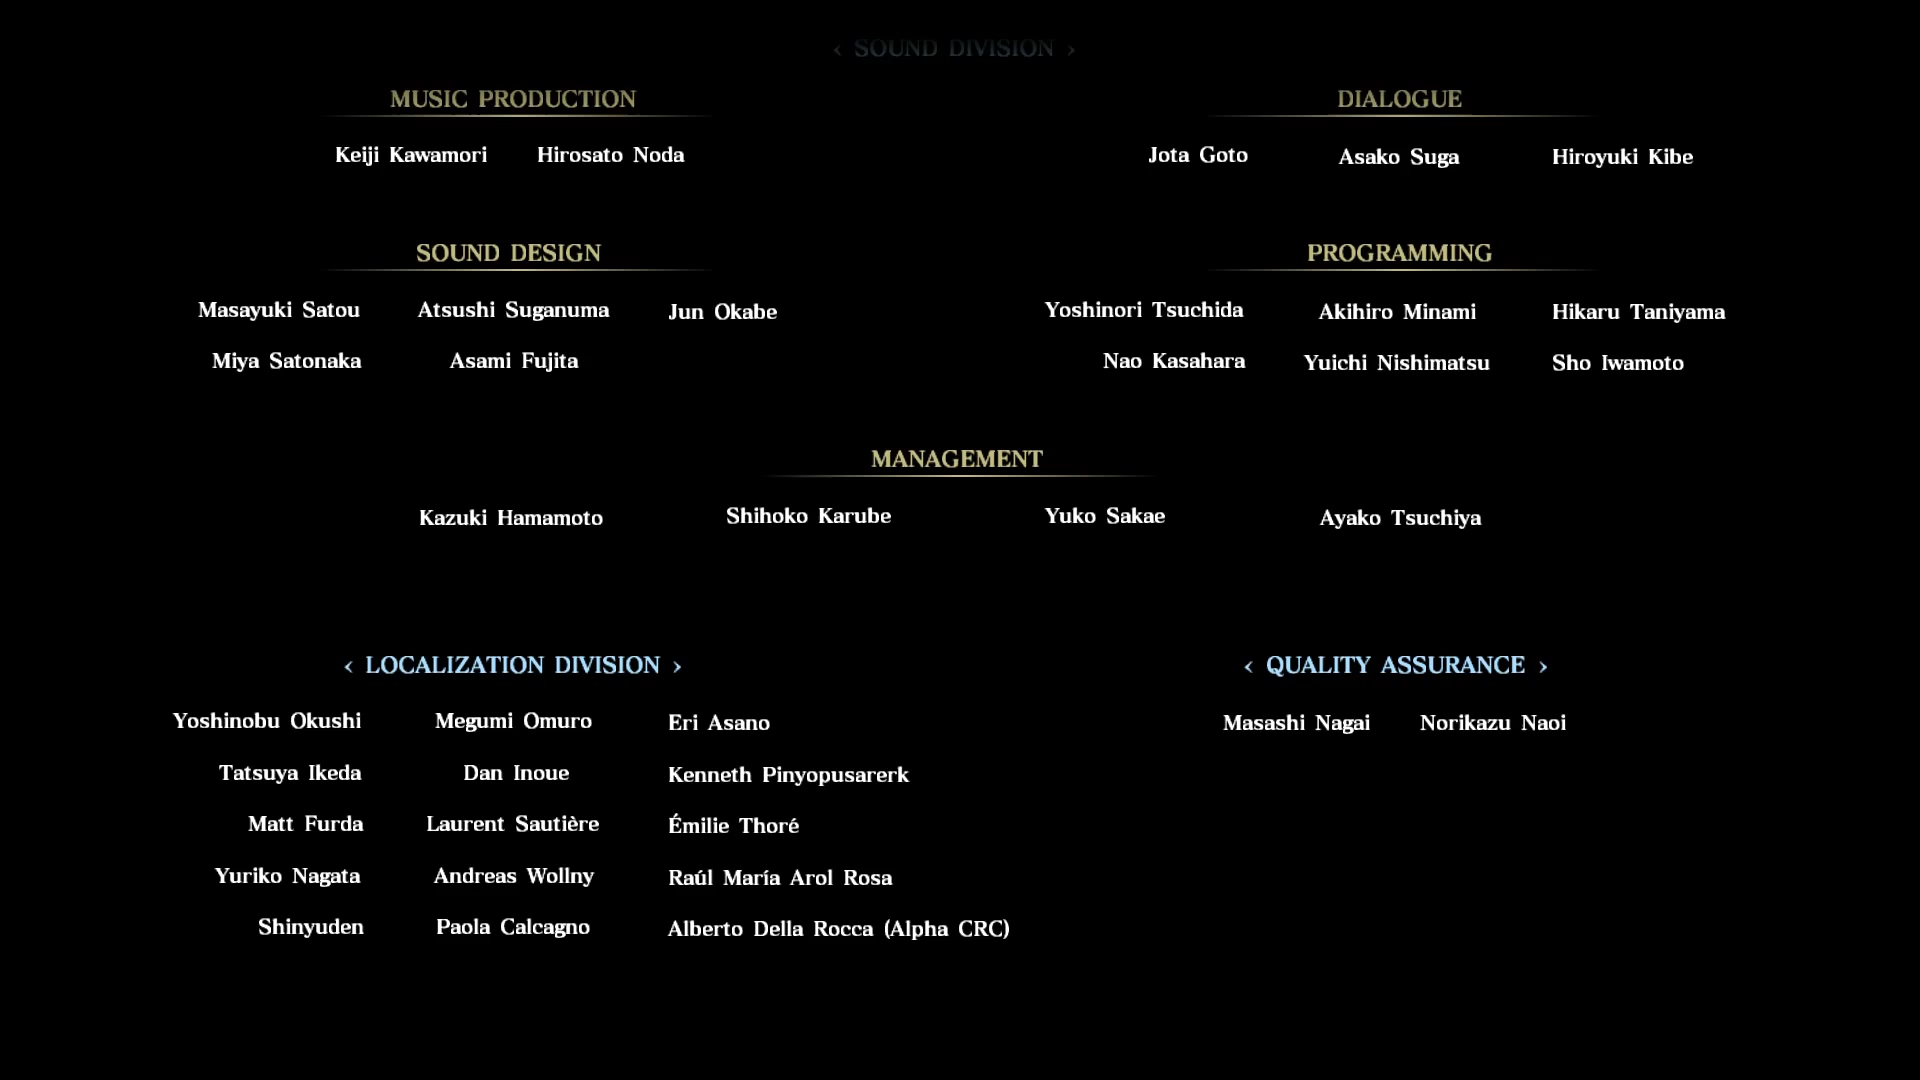 ‹ SOUND DIVISION ›
MUSIC PRODUCTION
Keiji Kawamori Hirosato Noda
DIALOGUE
Jota Goto Asako Suga Hiroyuki Kibe
SOUND DESIGN
Masayuki Satou Atsushi Suganuma Jun Okabe
Miya Satonaka Asami Fujita
PROGRAMMING
Yoshinori Tsuchida Akihiro Minami Hikaru Taniyama
Nao Kasahara Yuichi Nishimatsu Sho Iwamoto
MANAGEMENT
Kazuki Hamamoto Shihoko Karube Yuko Sakae Ayako Tsuchiya
‹ LOCALIZATION DIVISION ›
Yoshinobu Okushi Megumi Omuro Eri Asano
Tatsuya Ikeda Dan Inoue Kenneth Pinyopusarerk
Matt Furda Laurent Sautière Émilie Thoré
Yuriko Nagata Andreas Wollny Raúl María Arol Rosa
Shinyuden Paola Calcagno Alberto Della Rocca (Alpha CRC)
‹ QUALITY ASSURANCE ›
Masashi Nagai Norikazu Naoi